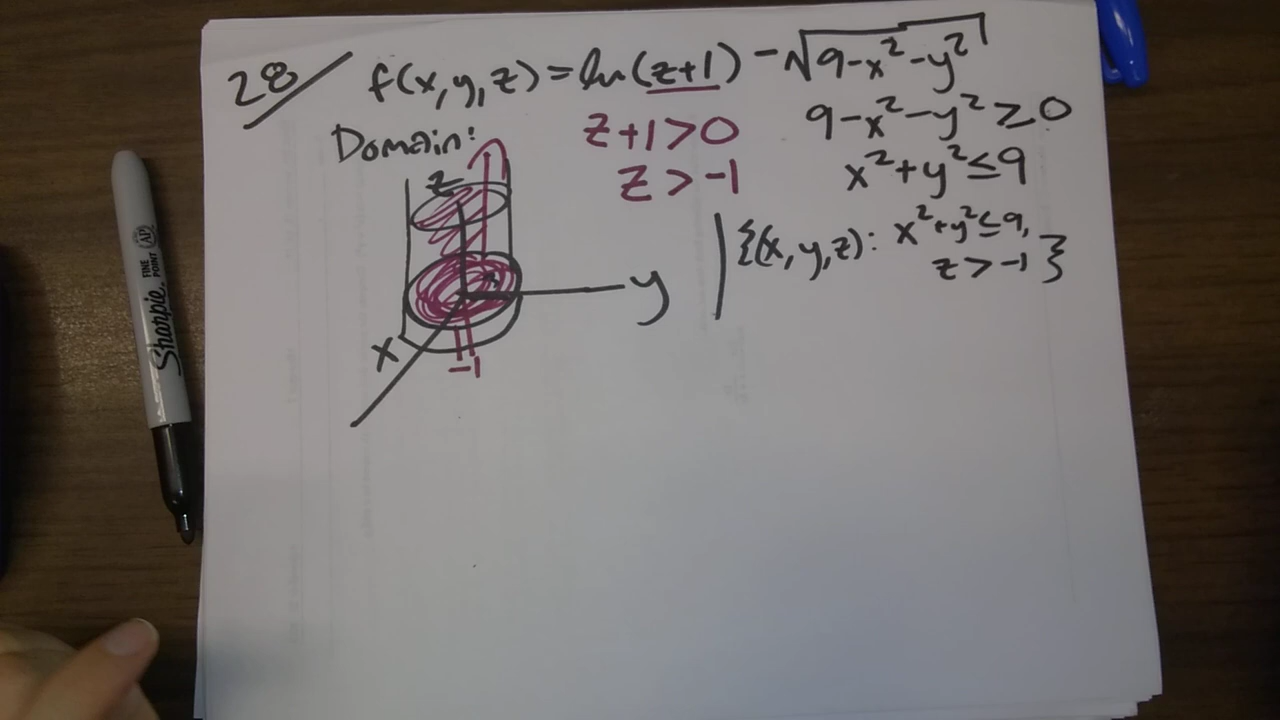 28/ f(x,y,z)=ln(z+1) -√9-x²-y²
Domain:
z+1>0
z>-1
9-x²-y²≥0
x²+y²≤9
{(x,y,z): x²+y²≤9,
z>-1}
z
y
x
-1
Sharpie.
FINE POINT
AP